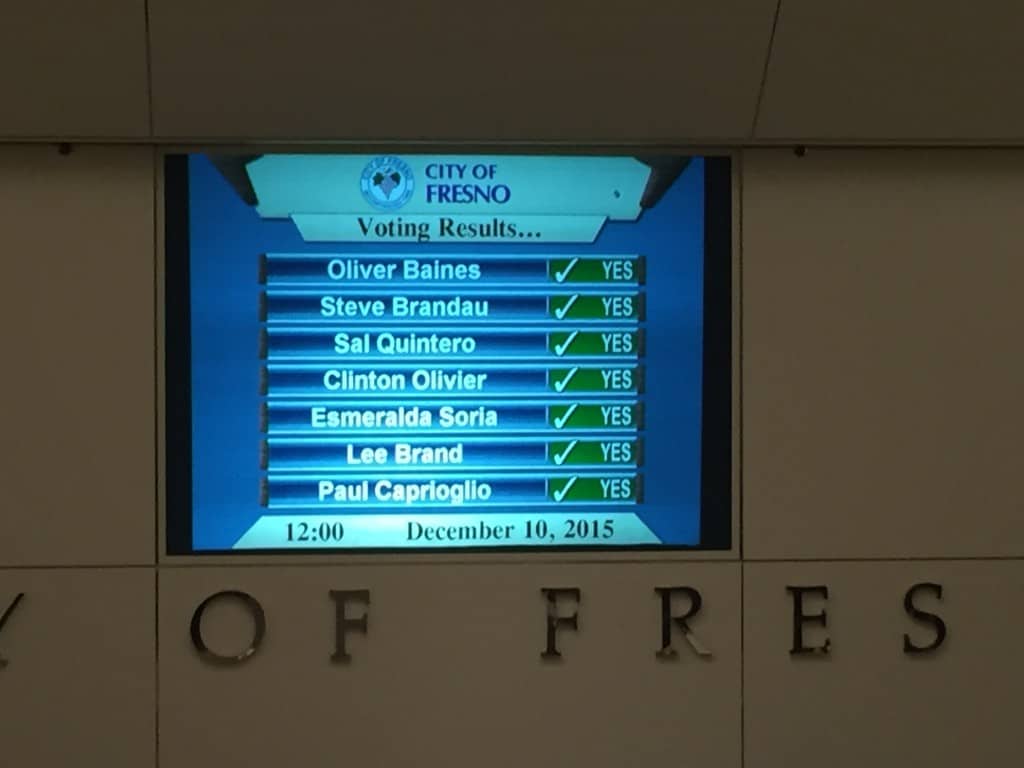 CITY OF
FRESNO
Voting Results...
Oliver Baines ✓ YES
Steve Brandau ✓ YES
Sal Quintero ✓ YES
Clinton Olivier ✓ YES
Esmeralda Soria ✓ YES
Lee Brand ✓ YES
Paul Caprioglio ✓ YES
12:00 December 10, 2015
Y OF FRES